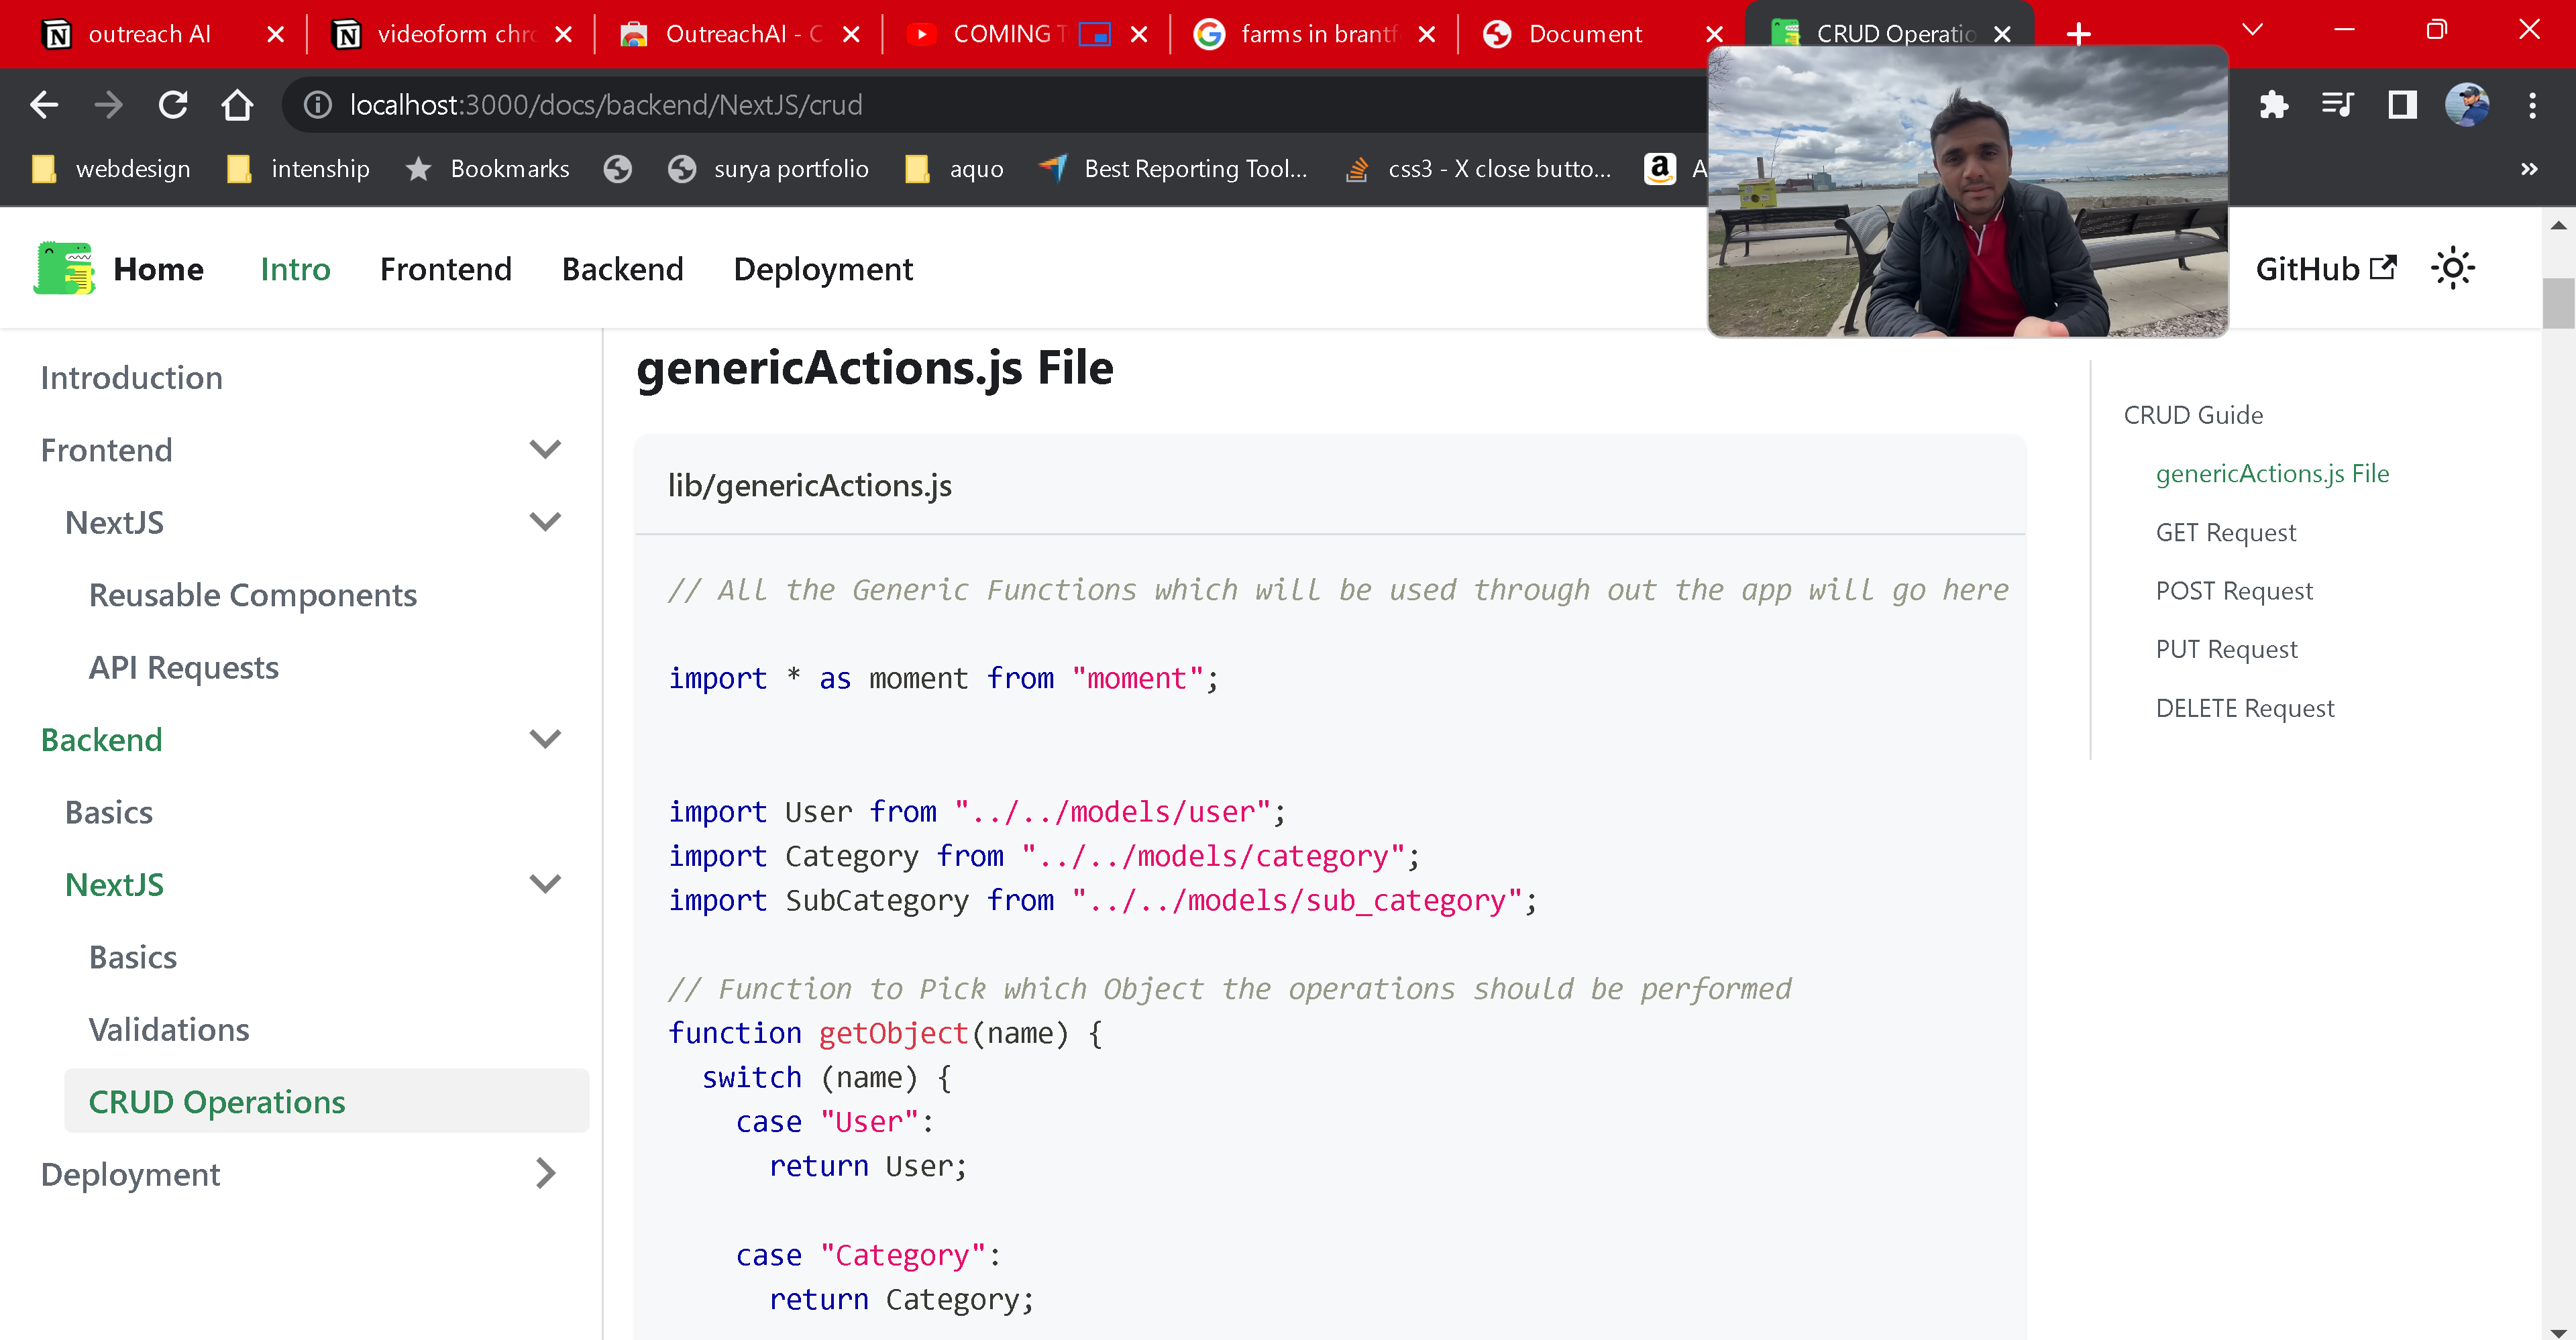 outreach AI
videoform chro
OutreachAI - C
COMING T
farms in brantf
Document
CRUD Operatio
localhost:3000/docs/backend/NextJS/crud
webdesign
intenship
Bookmarks
surya portfolio
aquo
Best Reporting Tool...
css3 - X close butto...
A
Home
Intro
Frontend
Backend
Deployment
GitHub
Introduction
Frontend
NextJS
Reusable Components
API Requests
Backend
Basics
NextJS
Basics
Validations
CRUD Operations
Deployment
genericActions.js File
lib/genericActions.js
// All the Generic Functions which will be used through out the app will go here
import * as moment from "moment";
import User from "../../models/user";
import Category from "../../models/category";
import SubCategory from "../../models/sub_category";
// Function to Pick which Object the operations should be performed
function getObject(name) {
switch (name) {
case "User":
return User;
case "Category":
return Category;
CRUD Guide
genericActions.js File
GET Request
POST Request
PUT Request
DELETE Request